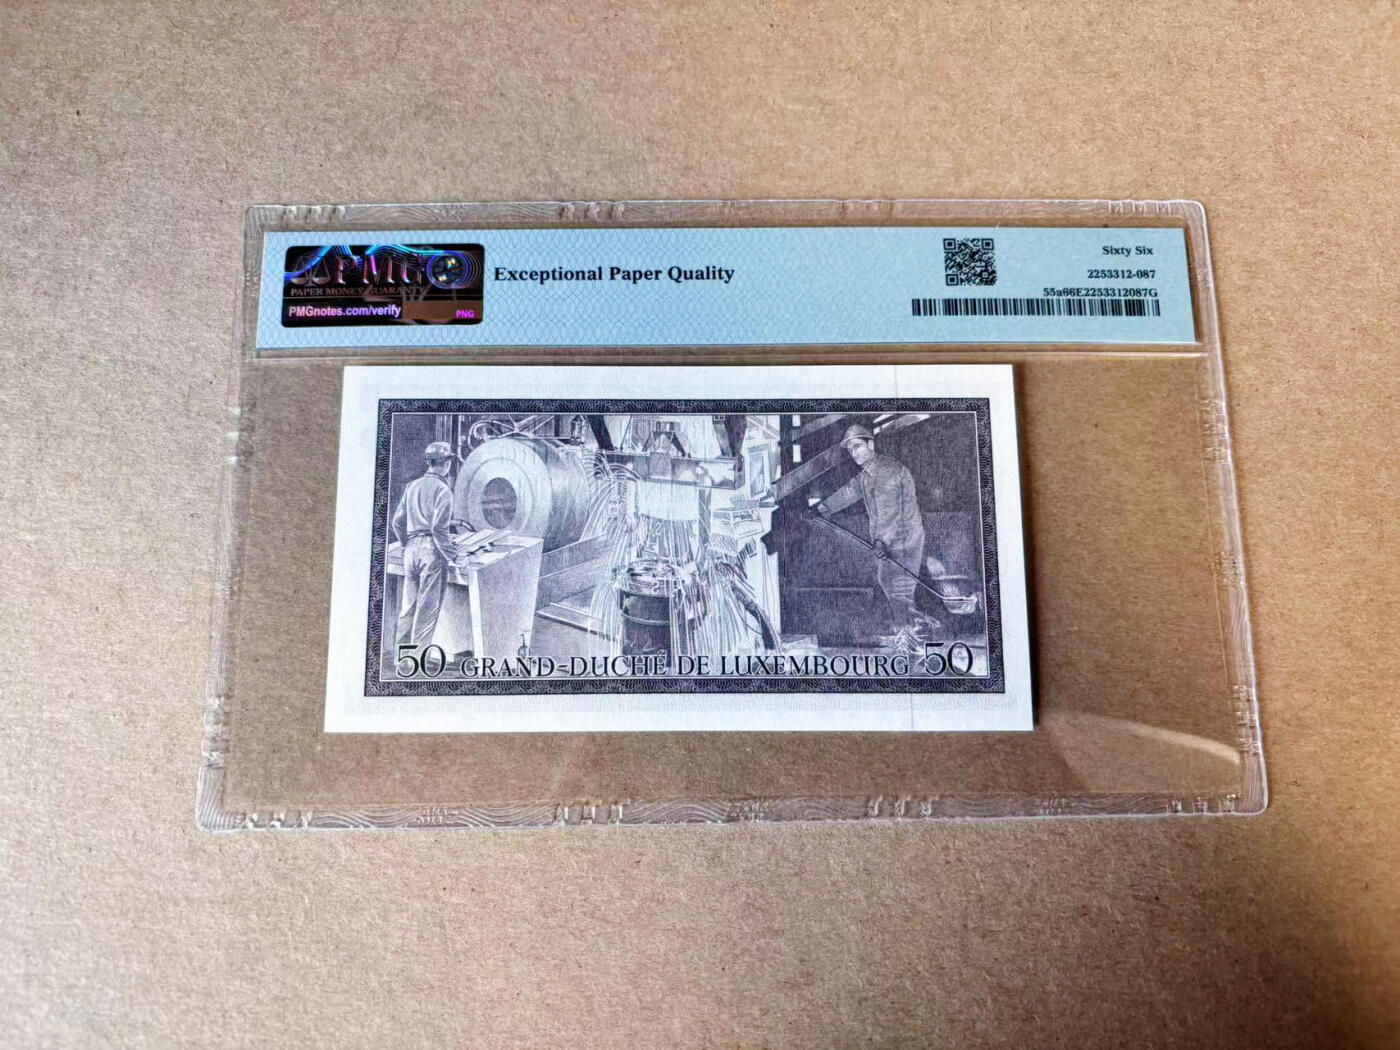 PMG
PAPER MONEY GUARANTY
PMGnotes.com/verify
PNG
Exceptional Paper Quality
Sixty Six
2253312-087
55a66E2253312087G
50 GRAND-DUCHÉ DE LUXEMBOURG 50